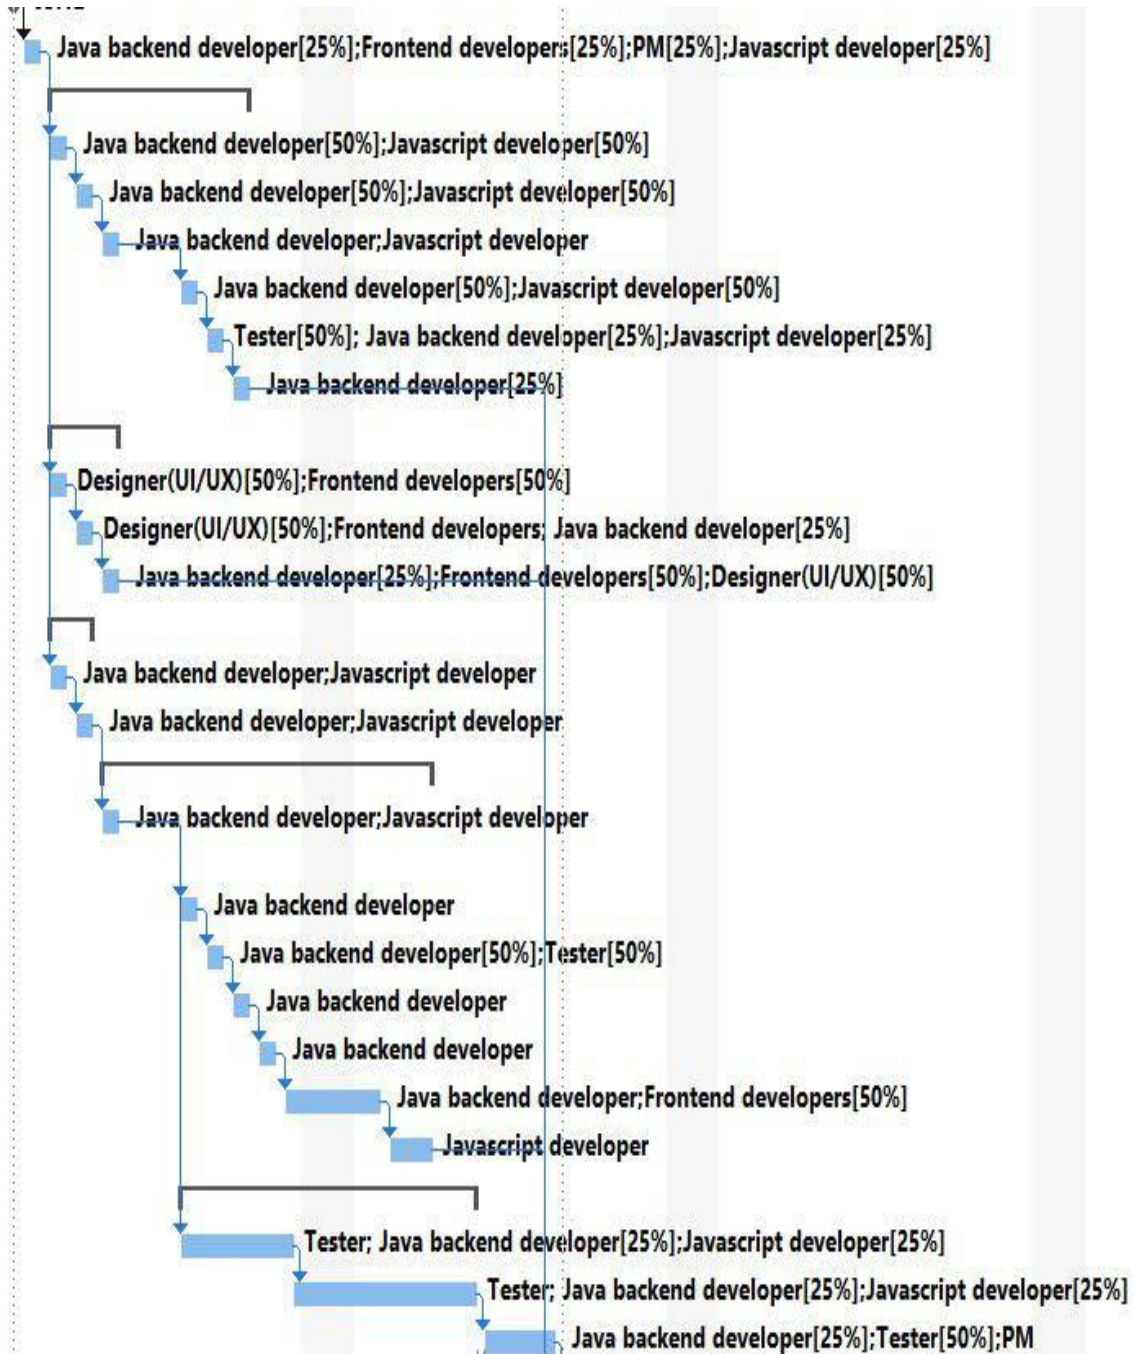 Java backend developer[25%];Frontend developers[25%];PM[25%];Javascript developer[25%]
Java backend developer[50%];Javascript developer[50%]
Java backend developer[50%];Javascript developer[50%]
Java backend developer;Javascript developer
Java backend developer[50%];Javascript developer[50%]
Tester[50%]; Java backend developer[25%];Javascript developer[25%]
Java backend developer[25%]
Designer(UI/UX)[50%];Frontend developers[50%]
Designer(UI/UX)[50%];Frontend developers; Java backend developer[25%]
Java backend developer[25%];Frontend developers[50%];Designer(UI/UX)[50%]
Java backend developer;Javascript developer
Java backend developer;Javascript developer
Java backend developer;Javascript developer
Java backend developer
Java backend developer[50%];Tester[50%]
Java backend developer
Java backend developer
Java backend developer;Frontend developers[50%]
Javascript developer
Tester; Java backend developer[25%];Javascript developer[25%]
Tester; Java backend developer[25%];Javascript developer[25%]
Java backend developer[25%];Tester[50%];PM